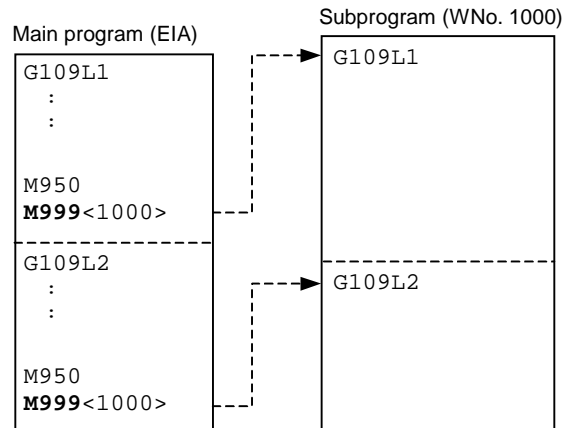 Main program (EIA)
G109L1
:
:
M950
M999<1000>
G109L2
:
:
M950
M999<1000>
Subprogram (WNo. 1000)
G109L1
G109L2